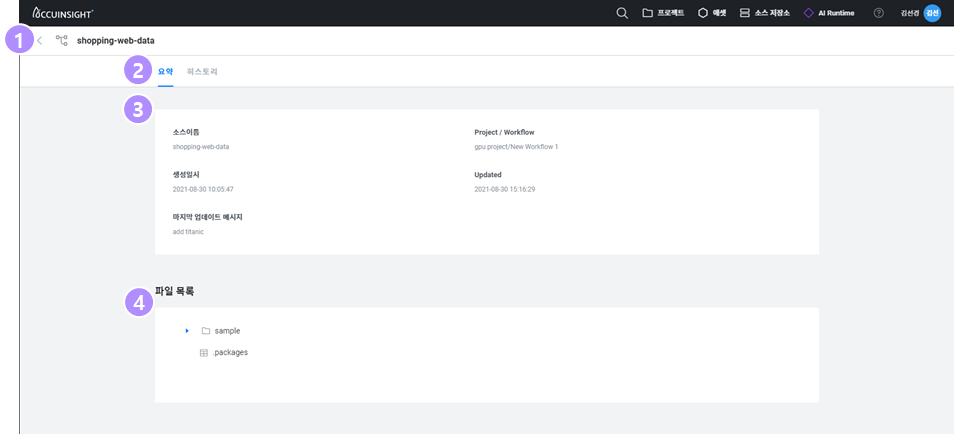 ACCUINSIGHT+
프로젝트 애셋 소스 저장소 AI Runtime ? 김선경 김선
1 shopping-web-data
2 요약 히스토리
3
소스이름 Project / Workflow
shopping-web-data gpu project/New Workflow 1
생성일시 Updated
2021-08-30 10:05:47 2021-08-30 15:16:29
마지막 업데이트 메시지
add titanic
파일 목록
4
sample
.packages